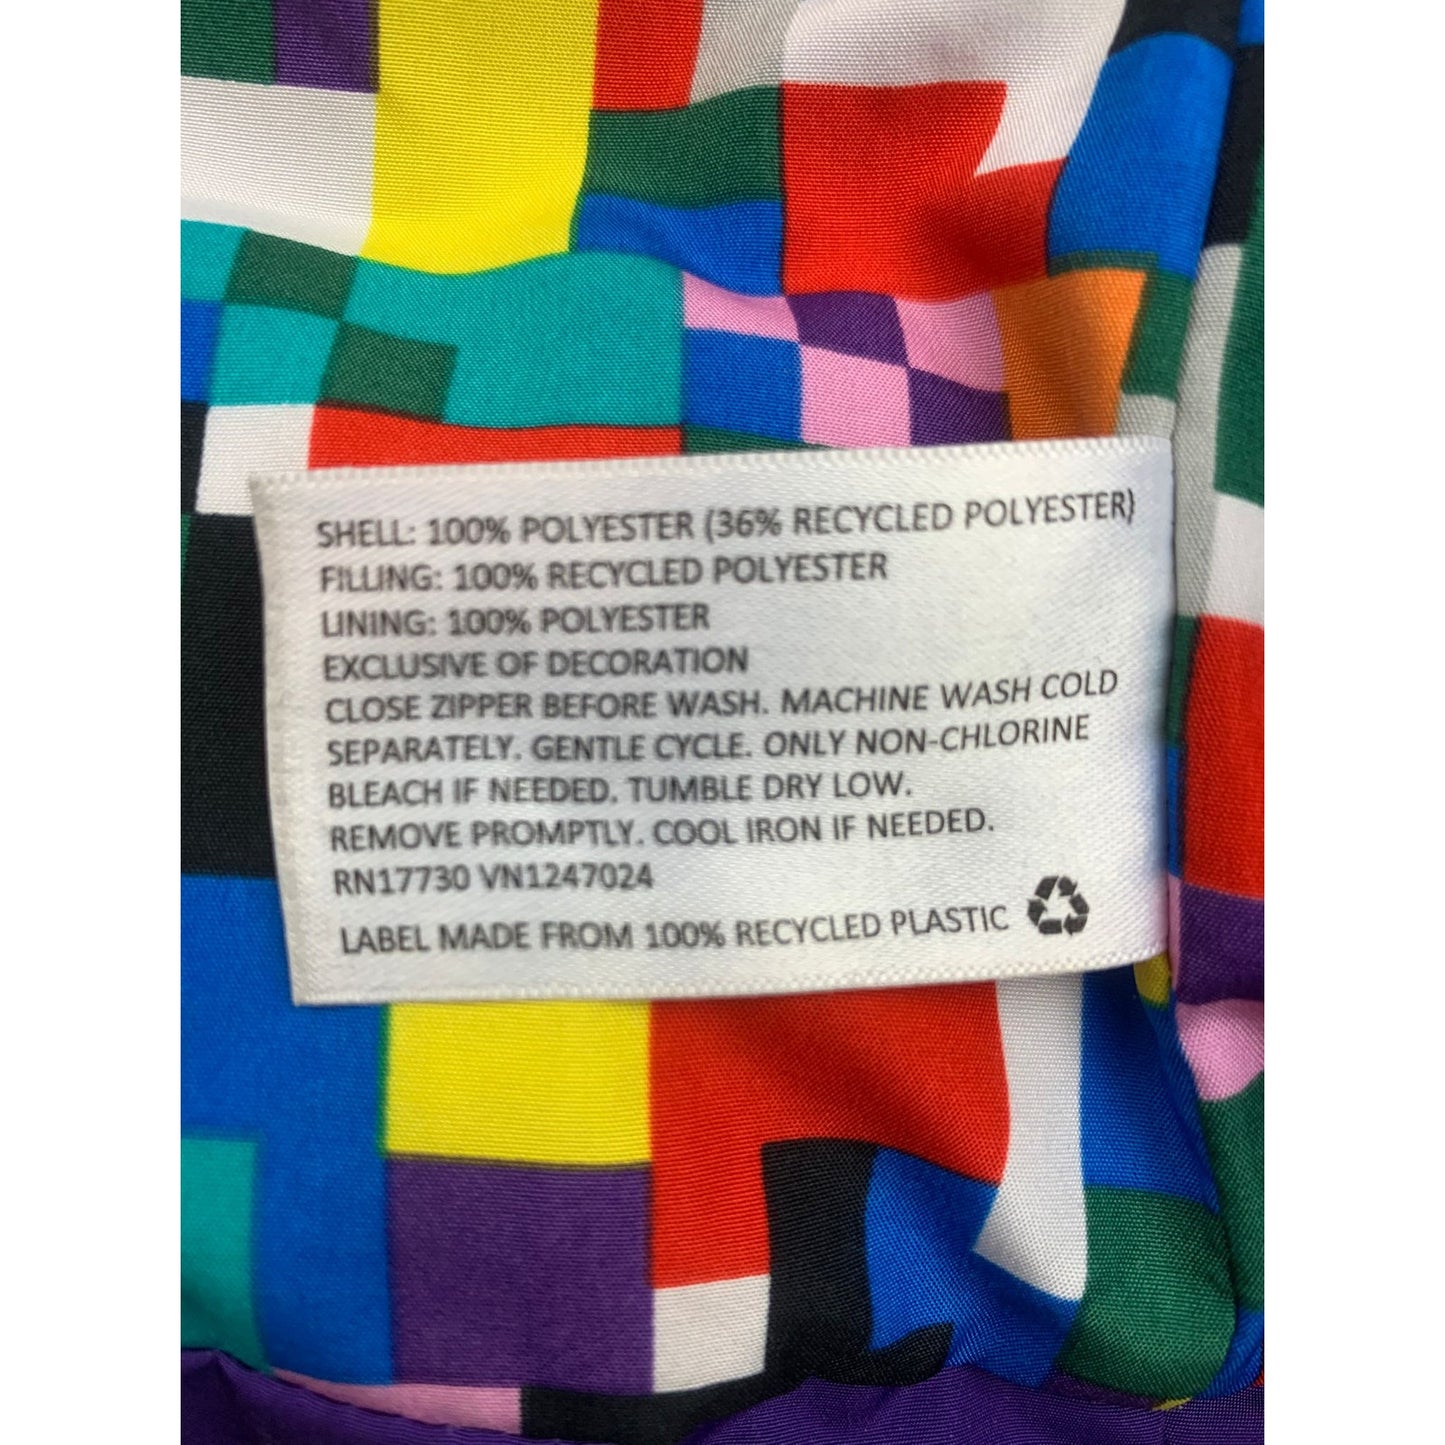 SHELL: 100% POLYESTER (36% RECYCLED POLYESTER)
FILLING: 100% RECYCLED POLYESTER
LINING: 100% POLYESTER
EXCLUSIVE OF DECORATION
CLOSE ZIPPER BEFORE WASH. MACHINE WASH COLD
SEPARATELY. GENTLE CYCLE. ONLY NON-CHLORINE
BLEACH IF NEEDED. TUMBLE DRY LOW.
REMOVE PROMPTLY. COOL IRON IF NEEDED.
RN17730 VN1247024
LABEL MADE FROM 100% RECYCLED PLASTIC